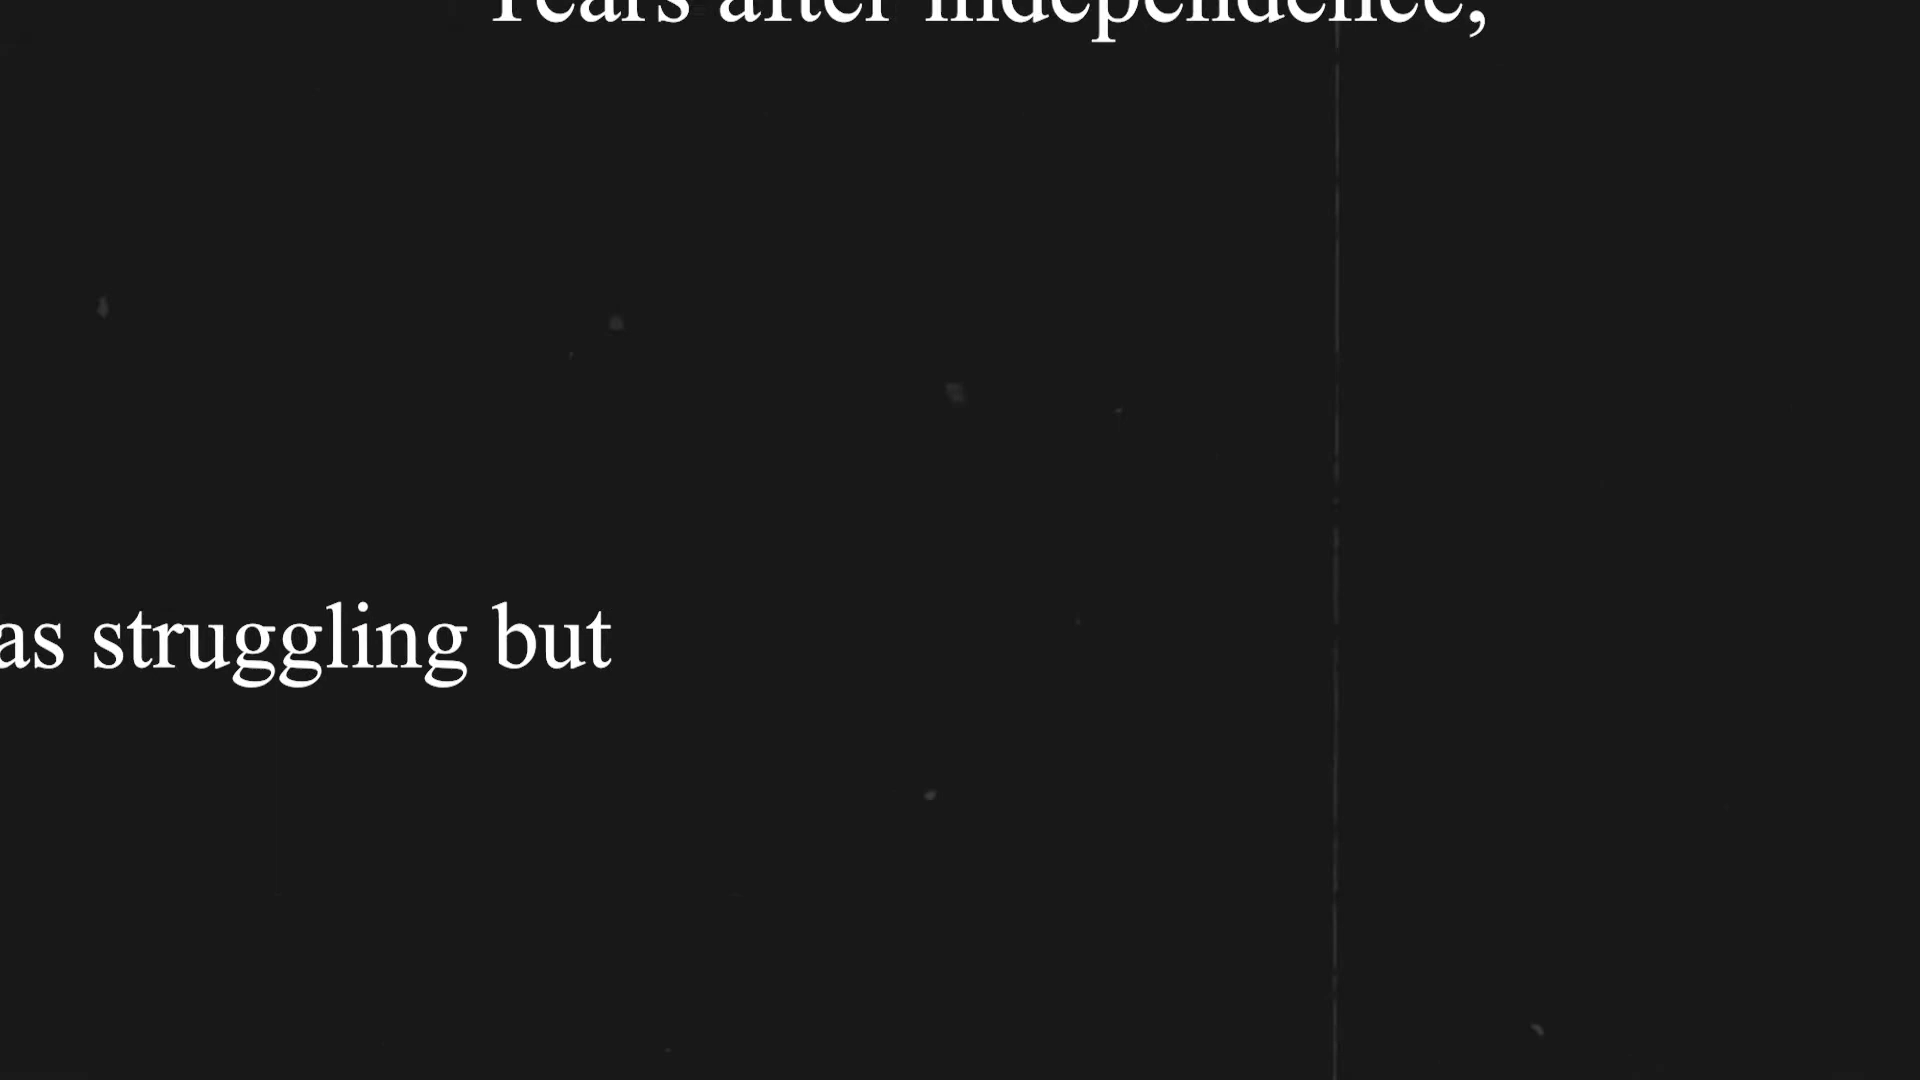 Years after independence,
as struggling but